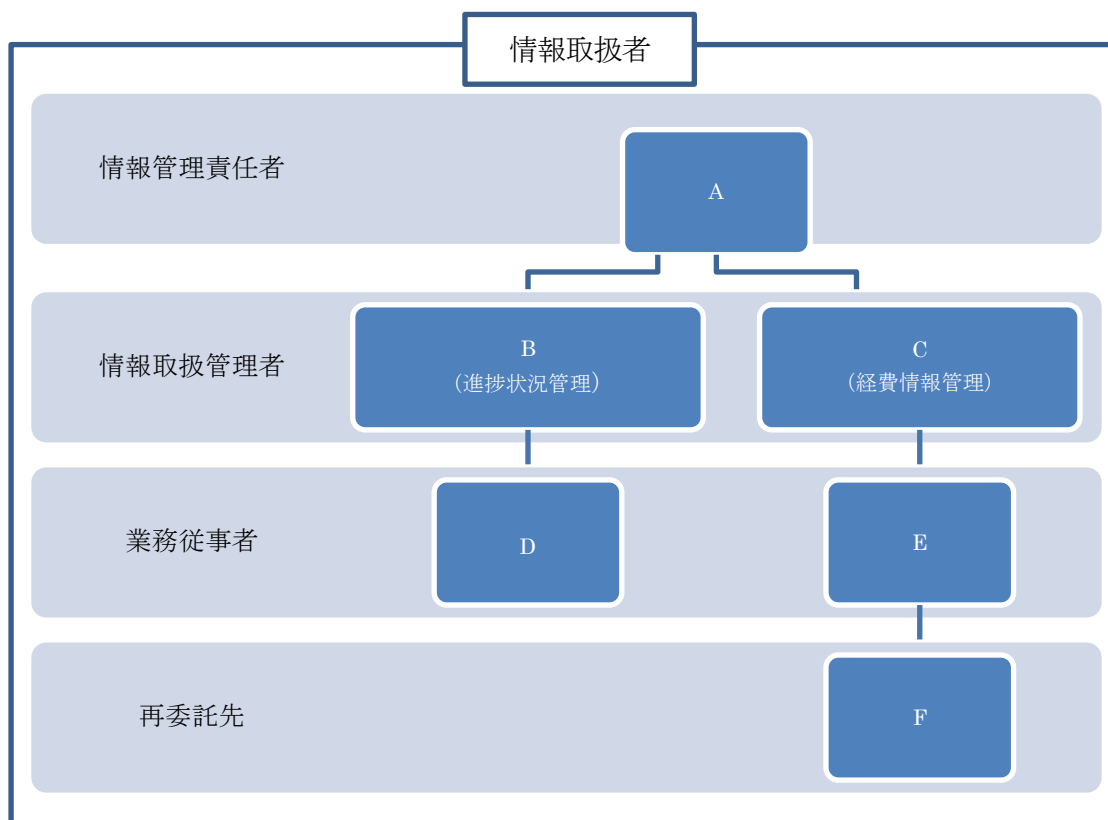 情報取扱者
情報管理責任者
A
情報取扱管理者
B
(進捗状況管理)
C
(経費情報管理)
業務従事者
D
E
再委託先
F